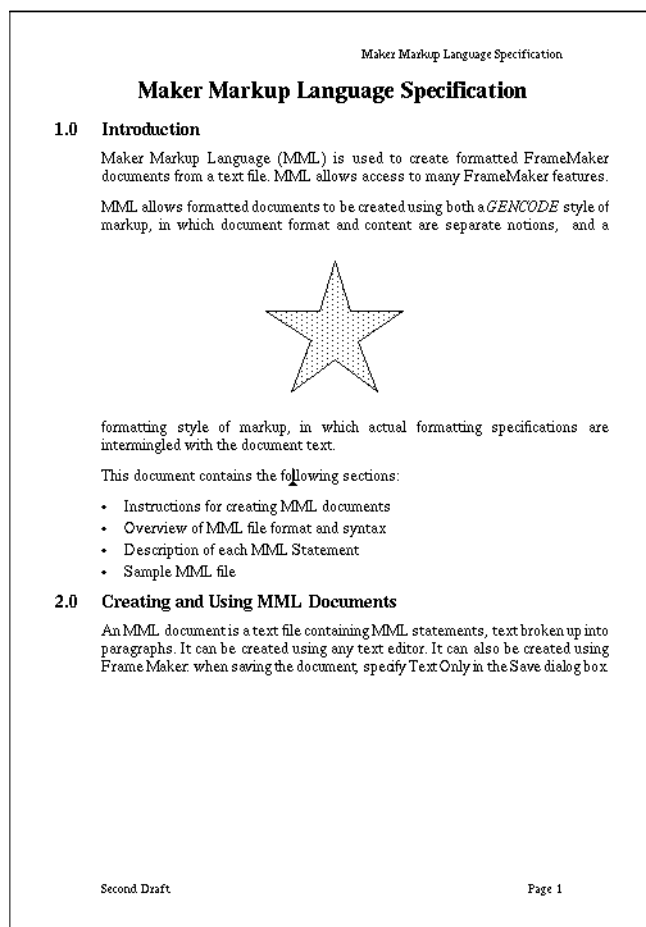 Maker Markup Language Specification
Maker Markup Language Specification
1.0 Introduction
Maker Markup Language (MML) is used to create formatted FrameMaker
documents from a text file. MML allows access to many FrameMaker features.
MML allows formatted documents to be created using both a GENCODE style of
markup, in which document format and content are separate notions, and a
formatting style of markup, in which actual formatting specifications are
intermingled with the document text.
This document contains the following sections:
• Instructions for creating MML documents
• Overview of MML file format and syntax
• Description of each MML Statement
• Sample MML file
2.0 Creating and Using MML Documents
An MML document is a text file containing MML statements, text broken up into
paragraphs. It can be created using any text editor. It can also be created using
Frame Maker: when saving the document, specify Text Only in the Save dialog box.
Second Draft Page 1